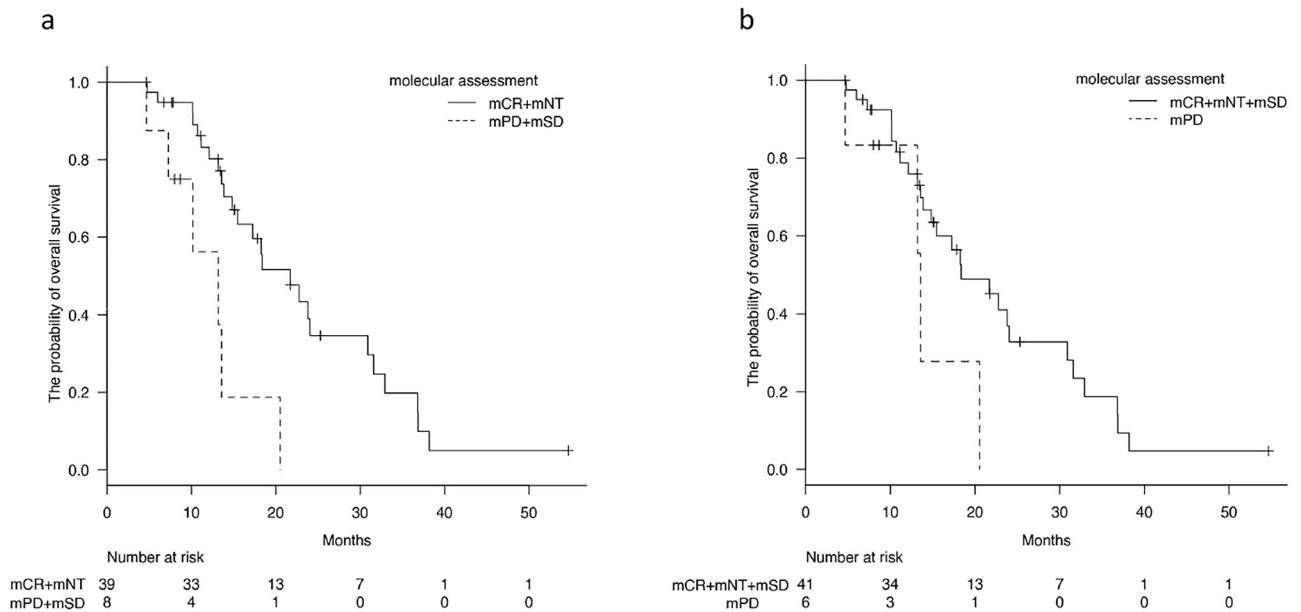 a
molecular assessment
mCR+mNT
mPD+mSD
The probability of overall survival
1.0
0.8
0.6
0.4
0.2
0.0
0 10 20 30 40 50
Months
Number at risk
mCR+mNT 39 33 13 7 1 1
mPD+mSD 8 4 1 0 0 0
b
molecular assessment
mCR+mNT+mSD
mPD
The probability of overall survival
1.0
0.8
0.6
0.4
0.2
0.0
0 10 20 30 40 50
Months
Number at risk
mCR+mNT+mSD 41 34 13 7 1 1
mPD 6 3 1 0 0 0